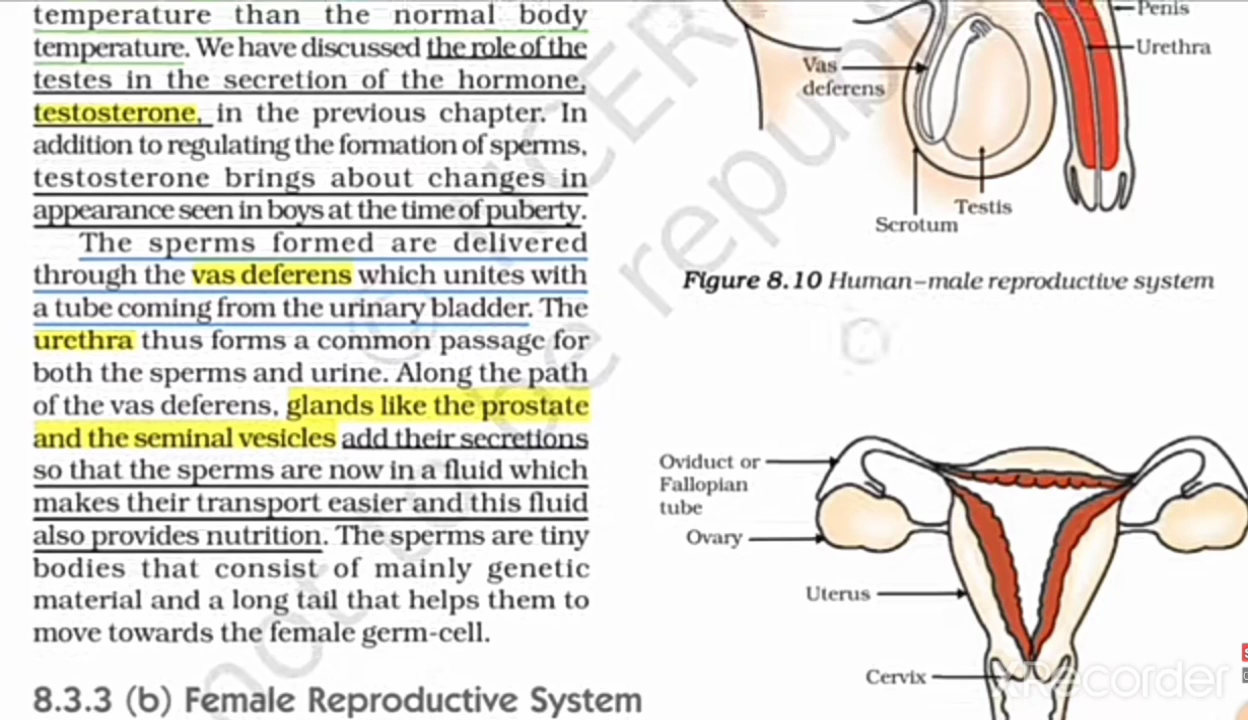 temperature than the normal body
temperature. We have discussed the role of the
testes in the secretion of the hormone,
testosterone, in the previous chapter. In
addition to regulating the formation of sperms,
testosterone brings about changes in
appearance seen in boys at the time of puberty.
The sperms formed are delivered
through the vas deferens which unites with
a tube coming from the urinary bladder. The
urethra thus forms a common passage for
both the sperms and urine. Along the path
of the vas deferens, glands like the prostate
and the seminal vesicles add their secretions
so that the sperms are now in a fluid which
makes their transport easier and this fluid
also provides nutrition. The sperms are tiny
bodies that consist of mainly genetic
material and a long tail that helps them to
move towards the female germ-cell.
8.3.3 (b) Female Reproductive System
Penis
Urethra
Vas
deferens
Testis
Scrotum
Figure 8.10 Human–male reproductive system
Oviduct or
Fallopian
tube
Ovary
Uterus
Cervix
XRecorder
© NCER
not to be republ